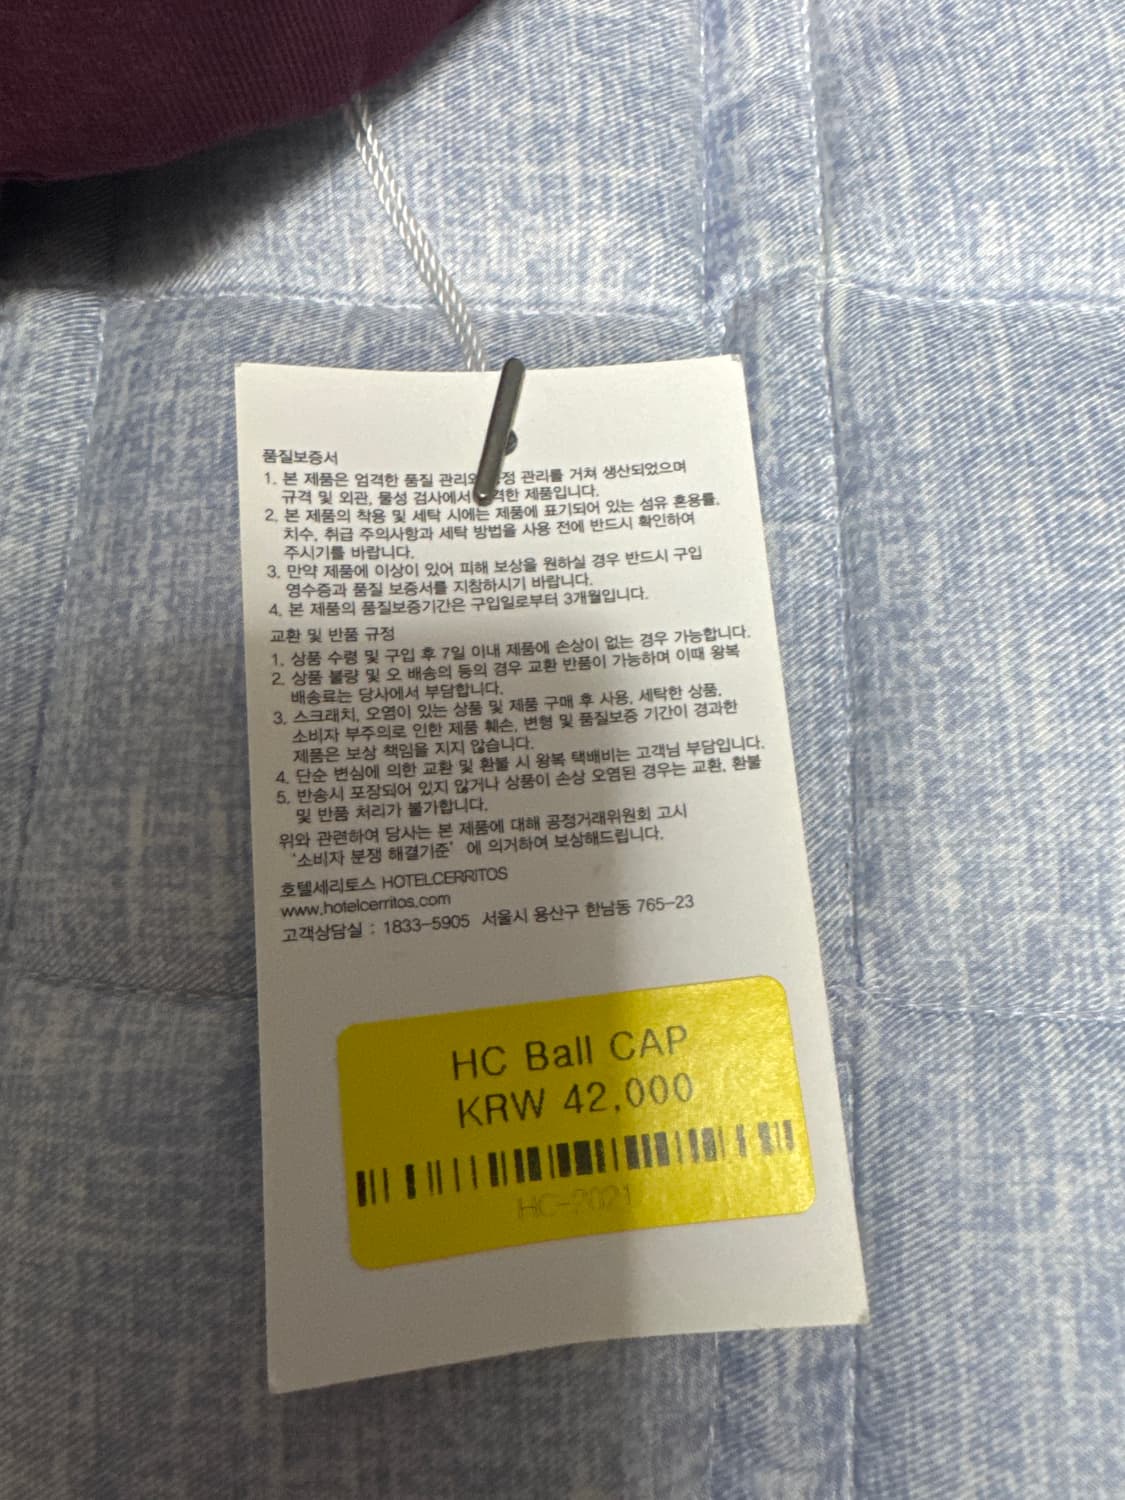 품질보증서
1. 본 제품은 엄격한 품질 관리와 공정 관리를 거쳐 생산되었으며
규격 및 외관, 물성 검사에서 합격한 제품입니다.
2. 본 제품의 착용 및 세탁 시에는 제품에 표기되어 있는 섬유 혼용률,
치수, 취급 주의사항과 세탁 방법을 사용 전에 반드시 확인하여
주시기를 바랍니다.
3. 만약 제품에 이상이 있어 피해 보상을 원하실 경우 반드시 구입
영수증과 품질 보증서를 지참하시기 바랍니다.
4. 본 제품의 품질보증기간은 구입일로부터 3개월입니다.
교환 및 반품 규정
1. 상품 수령 및 구입 후 7일 이내 제품에 손상이 없는 경우 가능합니다.
2. 상품 불량 및 오 배송의 등의 경우 교환 반품이 가능하며 이때 왕복
배송료는 당사에서 부담합니다.
3. 스크래치, 오염이 있는 상품 및 제품 구매 후 사용, 세탁한 상품,
소비자 부주의로 인한 제품 훼손, 변형 및 품질보증 기간이 경과한
제품은 보상 책임을 지지 않습니다.
4. 단순 변심에 의한 교환 및 환불 시 왕복 택배비는 고객님 부담입니다.
5. 반송시 포장되어 있지 않거나 상품이 손상 오염된 경우는 교환, 환불
및 반품 처리가 불가합니다.
위와 관련하여 당사는 본 제품에 대해 공정거래위원회 고시
'소비자 분쟁 해결기준' 에 의거하여 보상해드립니다.
호텔세리토스 HOTELCERRITOS
www.hotelcerritos.com
고객상담실 : 1833-5905 서울시 용산구 한남동 765-23
HC Ball CAP
KRW 42,000
HC-2021